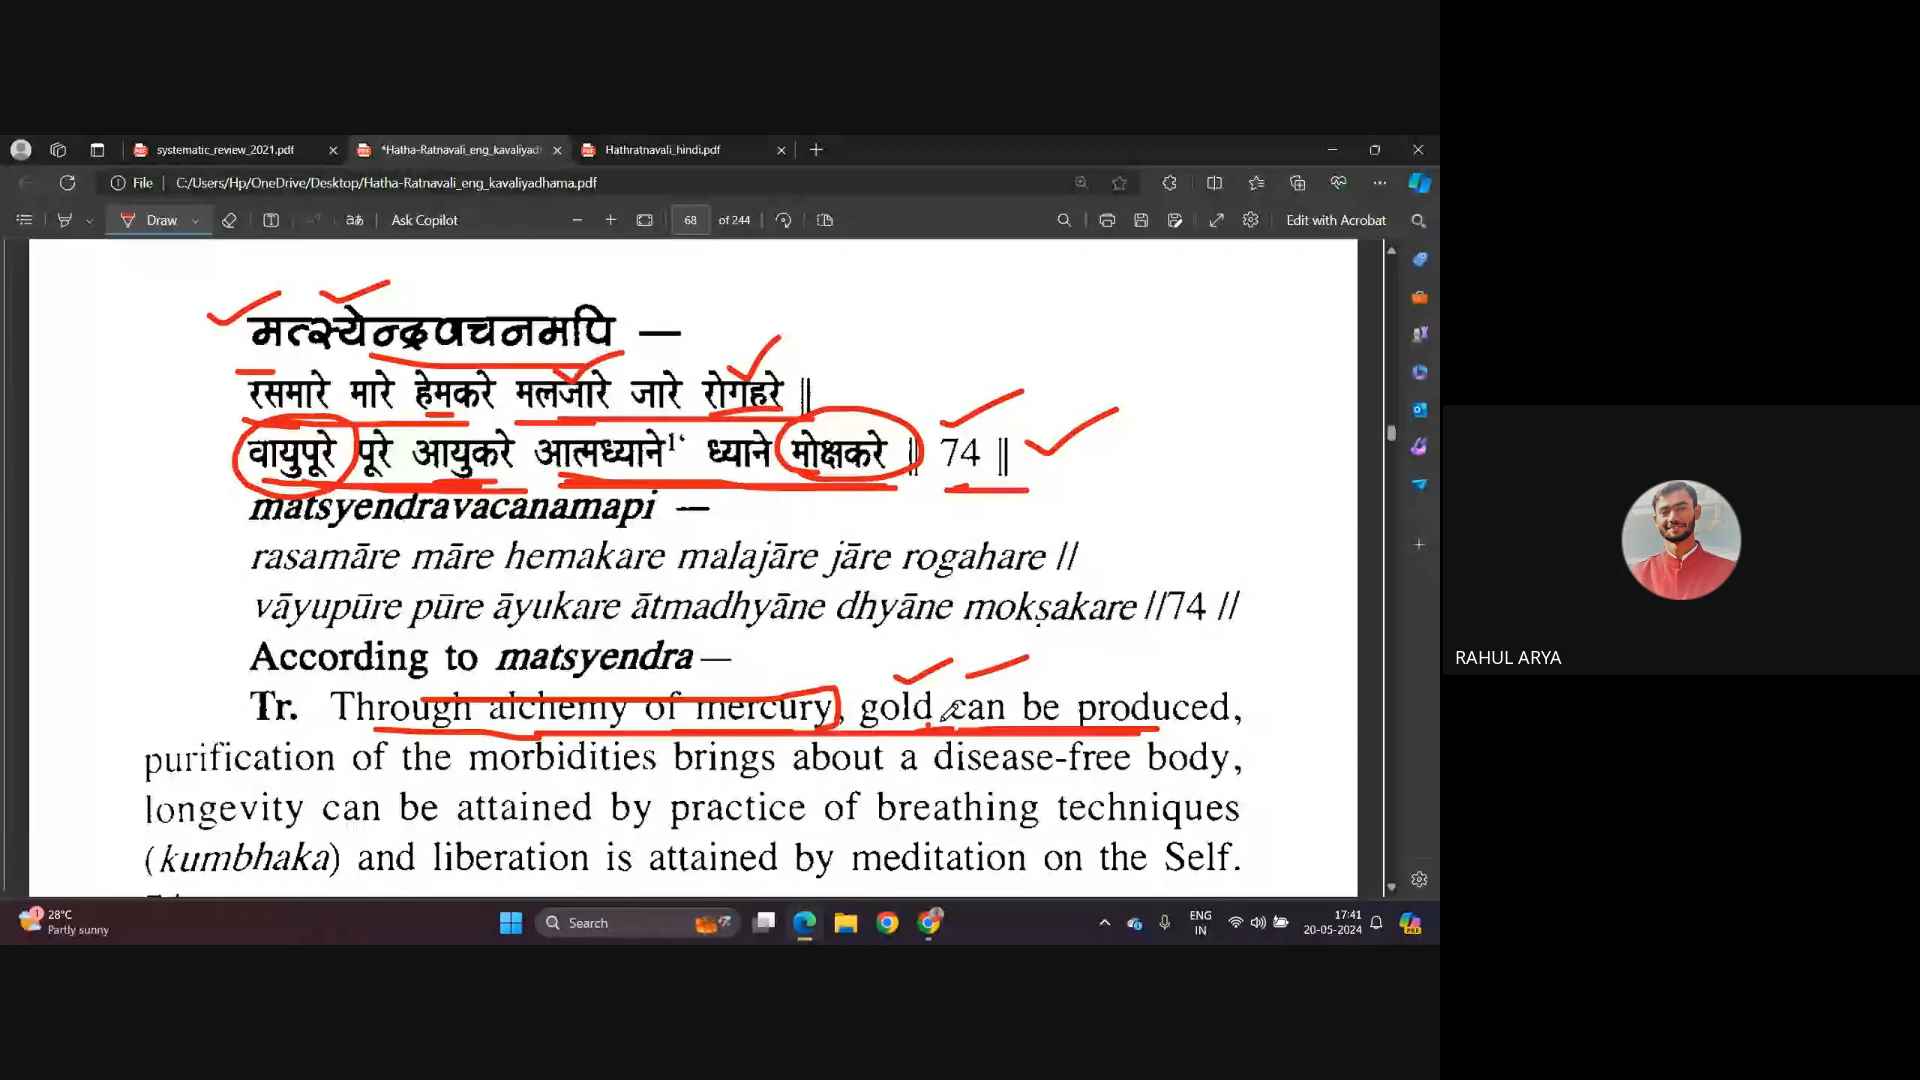 systematic_review_2021.pdf
*Hatha-Ratnavali_eng_kavaliyadh
Hathratnavali_hindi.pdf
File
C:/Users/Hp/OneDrive/Desktop/Hatha-Ratnavali_eng_kavaliyadhama.pdf
Draw
aあ
Ask Copilot
68
of 244
Edit with Acrobat
मत्स्येन्द्रवचनमपि —
रसमारे मारे हेमकरे मलजारे जारे रोगहरे ||
वायुपूरे पूरे आयुकरे आत्मध्याने¹˙ ध्याने मोक्षकरे || 74 ||
matsyendravacanamapi —
rasamāre māre hemakare malajāre jāre rogahare //
vāyupūre pūre āyukare ātmadhyāne dhyāne mokṣakare //74 //
According to matsyendra—
Tr. Through alchemy of mercury, gold can be produced,
purification of the morbidities brings about a disease-free body,
longevity can be attained by practice of breathing techniques
(kumbhaka) and liberation is attained by meditation on the Self.
RAHUL ARYA
1
28°C
Partly sunny
Search
ENG
IN
17:41
20-05-2024